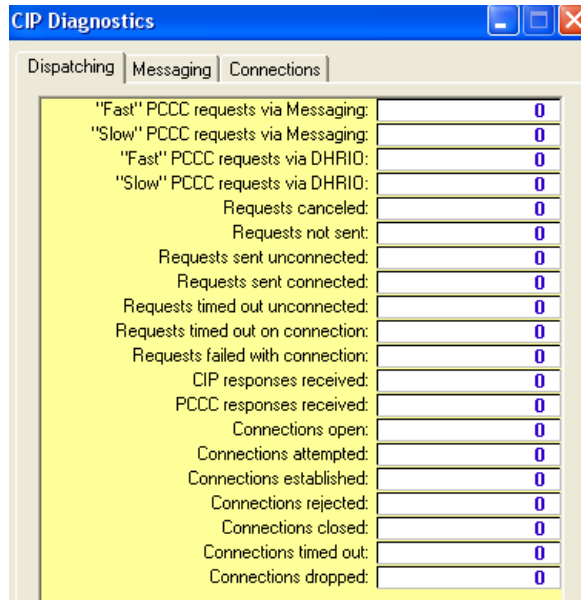 CIP Diagnostics
Dispatching Messaging Connections
"Fast" PCCC requests via Messaging: 0
"Slow" PCCC requests via Messaging: 0
"Fast" PCCC requests via DHRIO: 0
"Slow" PCCC requests via DHRIO: 0
Requests canceled: 0
Requests not sent: 0
Requests sent unconnected: 0
Requests sent connected: 0
Requests timed out unconnected: 0
Requests timed out on connection: 0
Requests failed with connection: 0
CIP responses received: 0
PCCC responses received: 0
Connections open: 0
Connections attempted: 0
Connections established: 0
Connections rejected: 0
Connections closed: 0
Connections timed out: 0
Connections dropped: 0